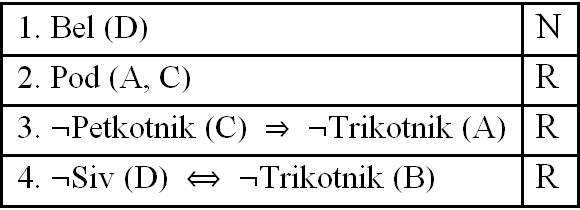 1. Bel (D) N
2. Pod (A, C) R
3. ¬Petkotnik (C) ⇒ ¬Trikotnik (A) R
4. ¬Siv (D) ⇔ ¬Trikotnik (B) R